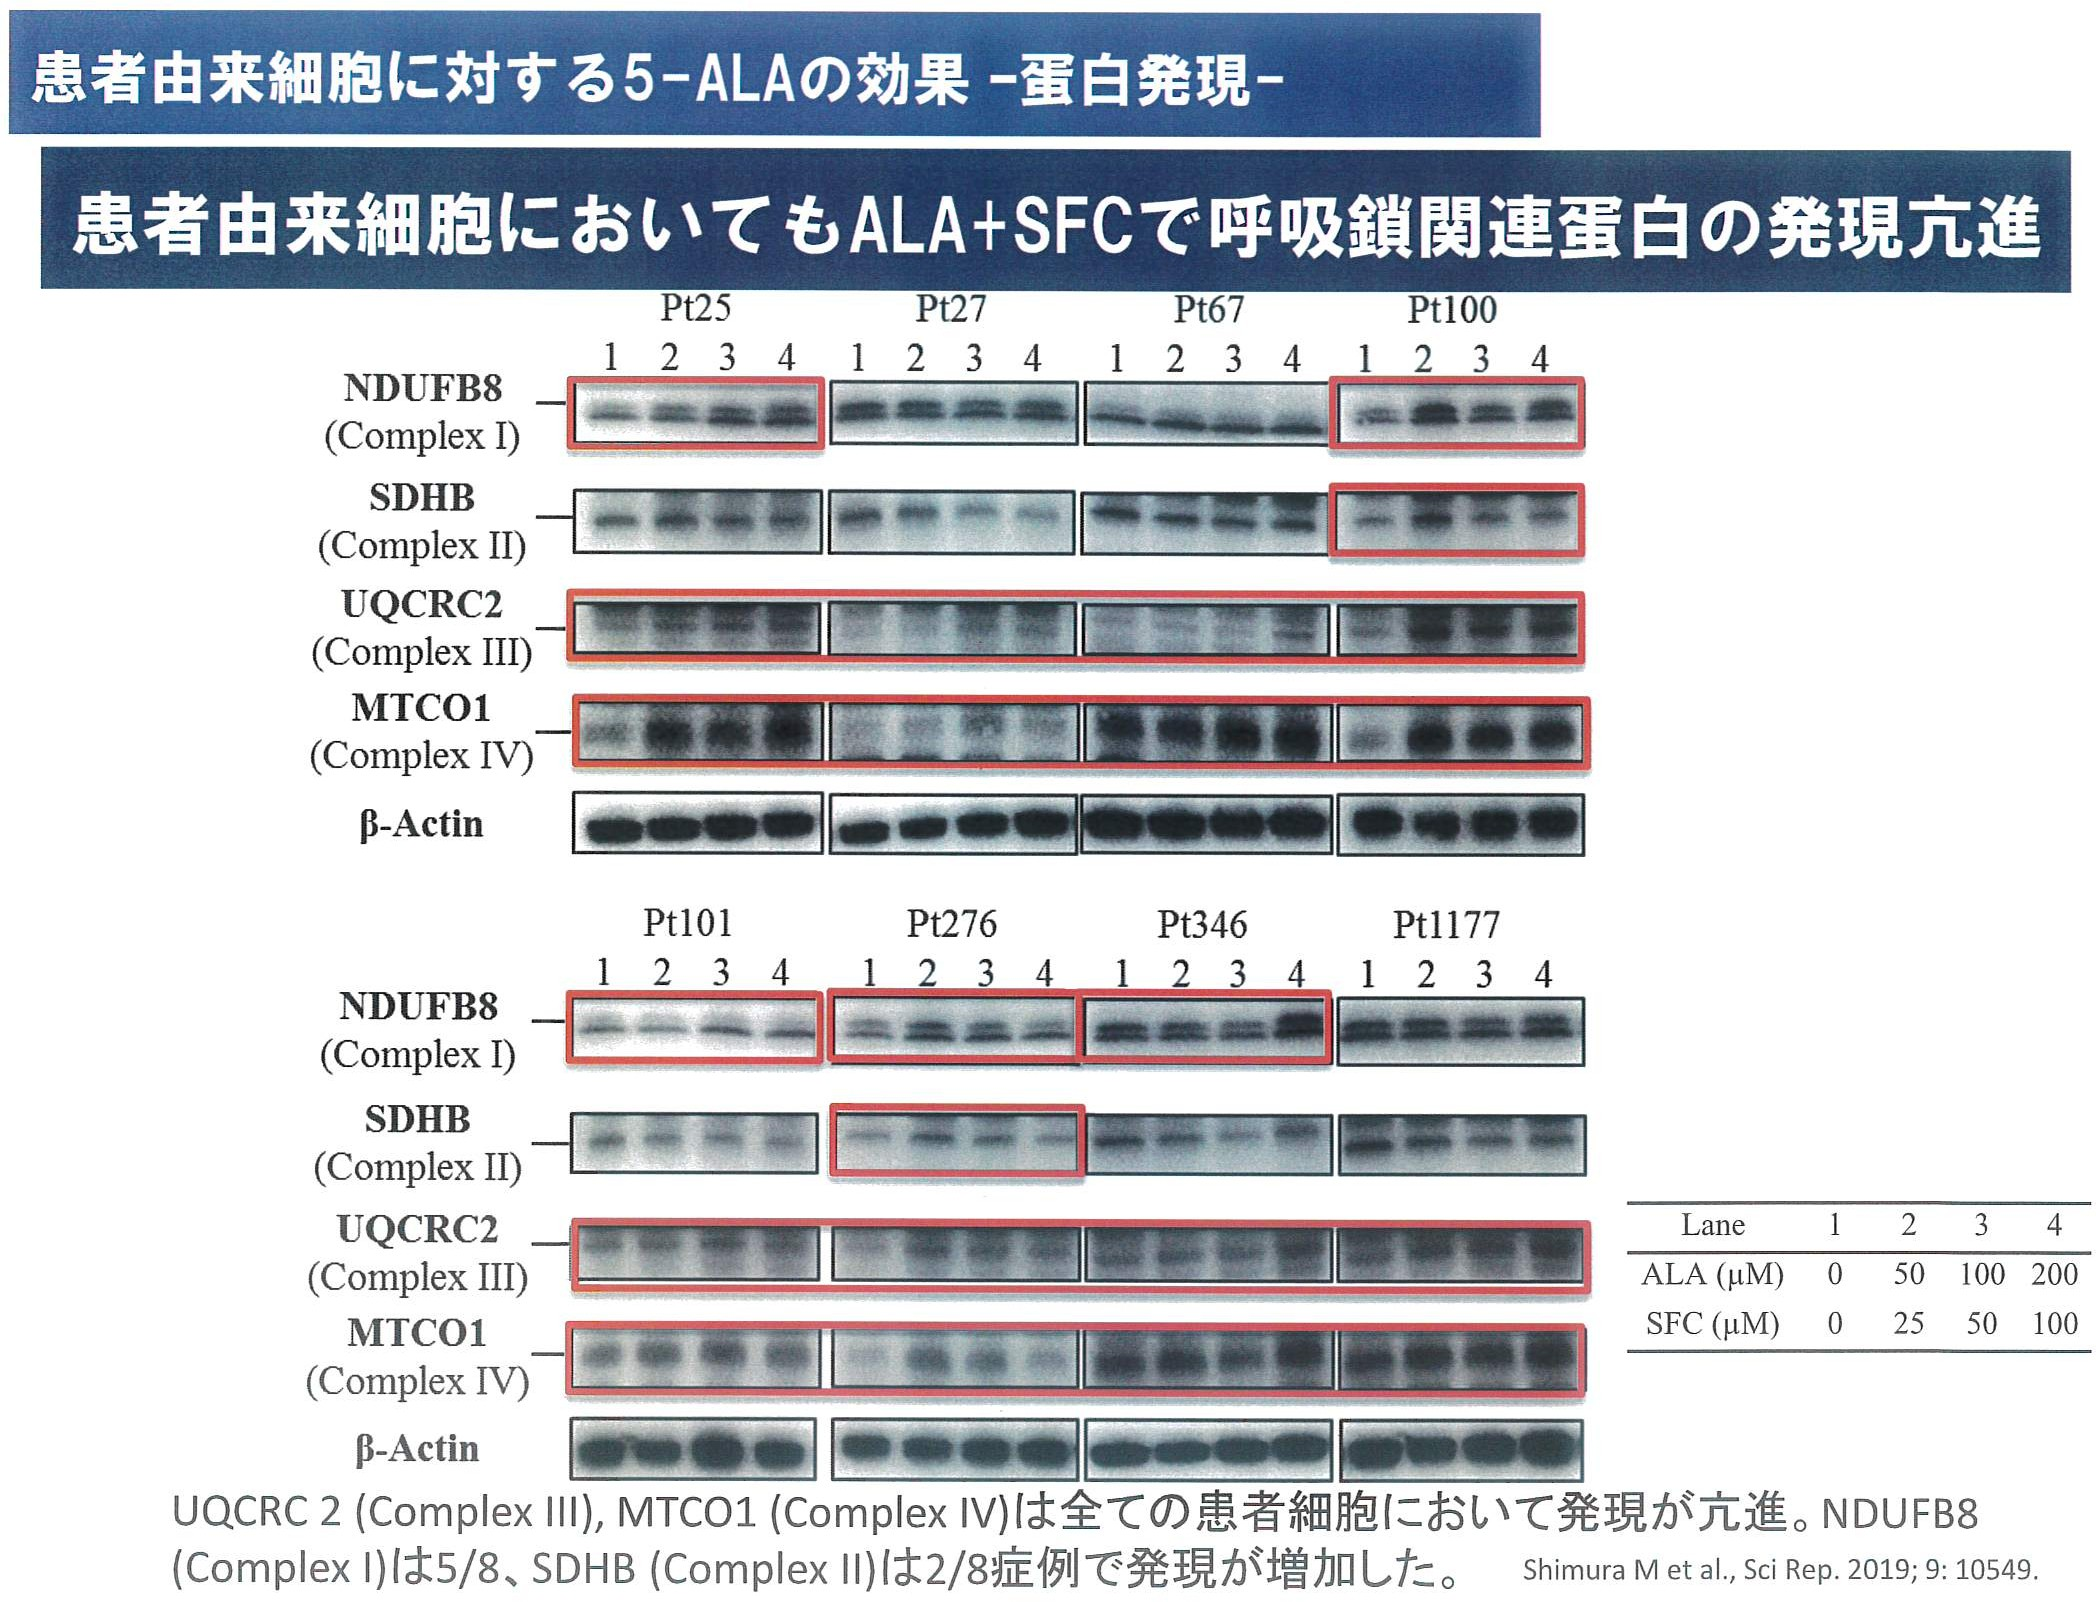 患者由来細胞に対する5-ALAの効果 -蛋白発現-
患者由来細胞においてもALA+SFCで呼吸鎖関連蛋白の発現亢進
Pt25 Pt27 Pt67 Pt100
1 2 3 4 1 2 3 4 1 2 3 4 1 2 3 4
NDUFB8
(Complex I)
SDHB
(Complex II)
UQCRC2
(Complex III)
MTCO1
(Complex IV)
β-Actin
Pt101 Pt276 Pt346 Pt1177
1 2 3 4 1 2 3 4 1 2 3 4 1 2 3 4
NDUFB8
(Complex I)
SDHB
(Complex II)
UQCRC2
(Complex III)
MTCO1
(Complex IV)
β-Actin
Lane 1 2 3 4
ALA (µM) 0 50 100 200
SFC (µM) 0 25 50 100
UQCRC 2 (Complex III), MTCO1 (Complex IV)は全ての患者細胞において発現が亢進。NDUFB8
(Complex I)は5/8、SDHB (Complex II)は2/8症例で発現が増加した。
Shimura M et al., Sci Rep. 2019; 9: 10549.